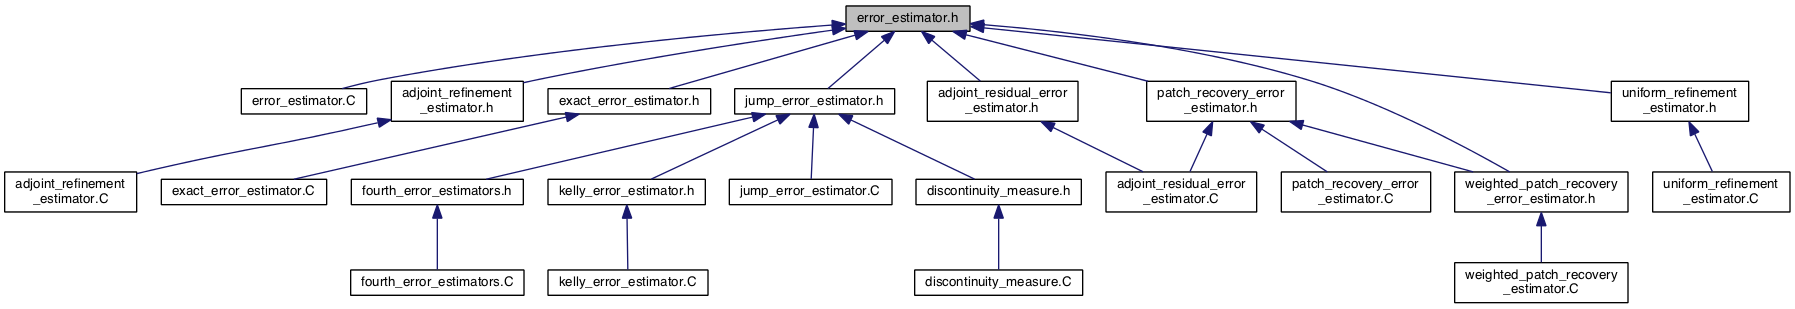 error_estimator.h
error_estimator.C
adjoint_refinement
_estimator.h
exact_error_estimator.h
jump_error_estimator.h
adjoint_residual_error
_estimator.h
patch_recovery_error
_estimator.h
uniform_refinement
_estimator.h
adjoint_refinement
_estimator.C
exact_error_estimator.C
fourth_error_estimators.h
kelly_error_estimator.h
jump_error_estimator.C
discontinuity_measure.h
adjoint_residual_error
_estimator.C
patch_recovery_error
_estimator.C
weighted_patch_recovery
_error_estimator.h
uniform_refinement
_estimator.C
fourth_error_estimators.C
kelly_error_estimator.C
discontinuity_measure.C
weighted_patch_recovery
_estimator.C